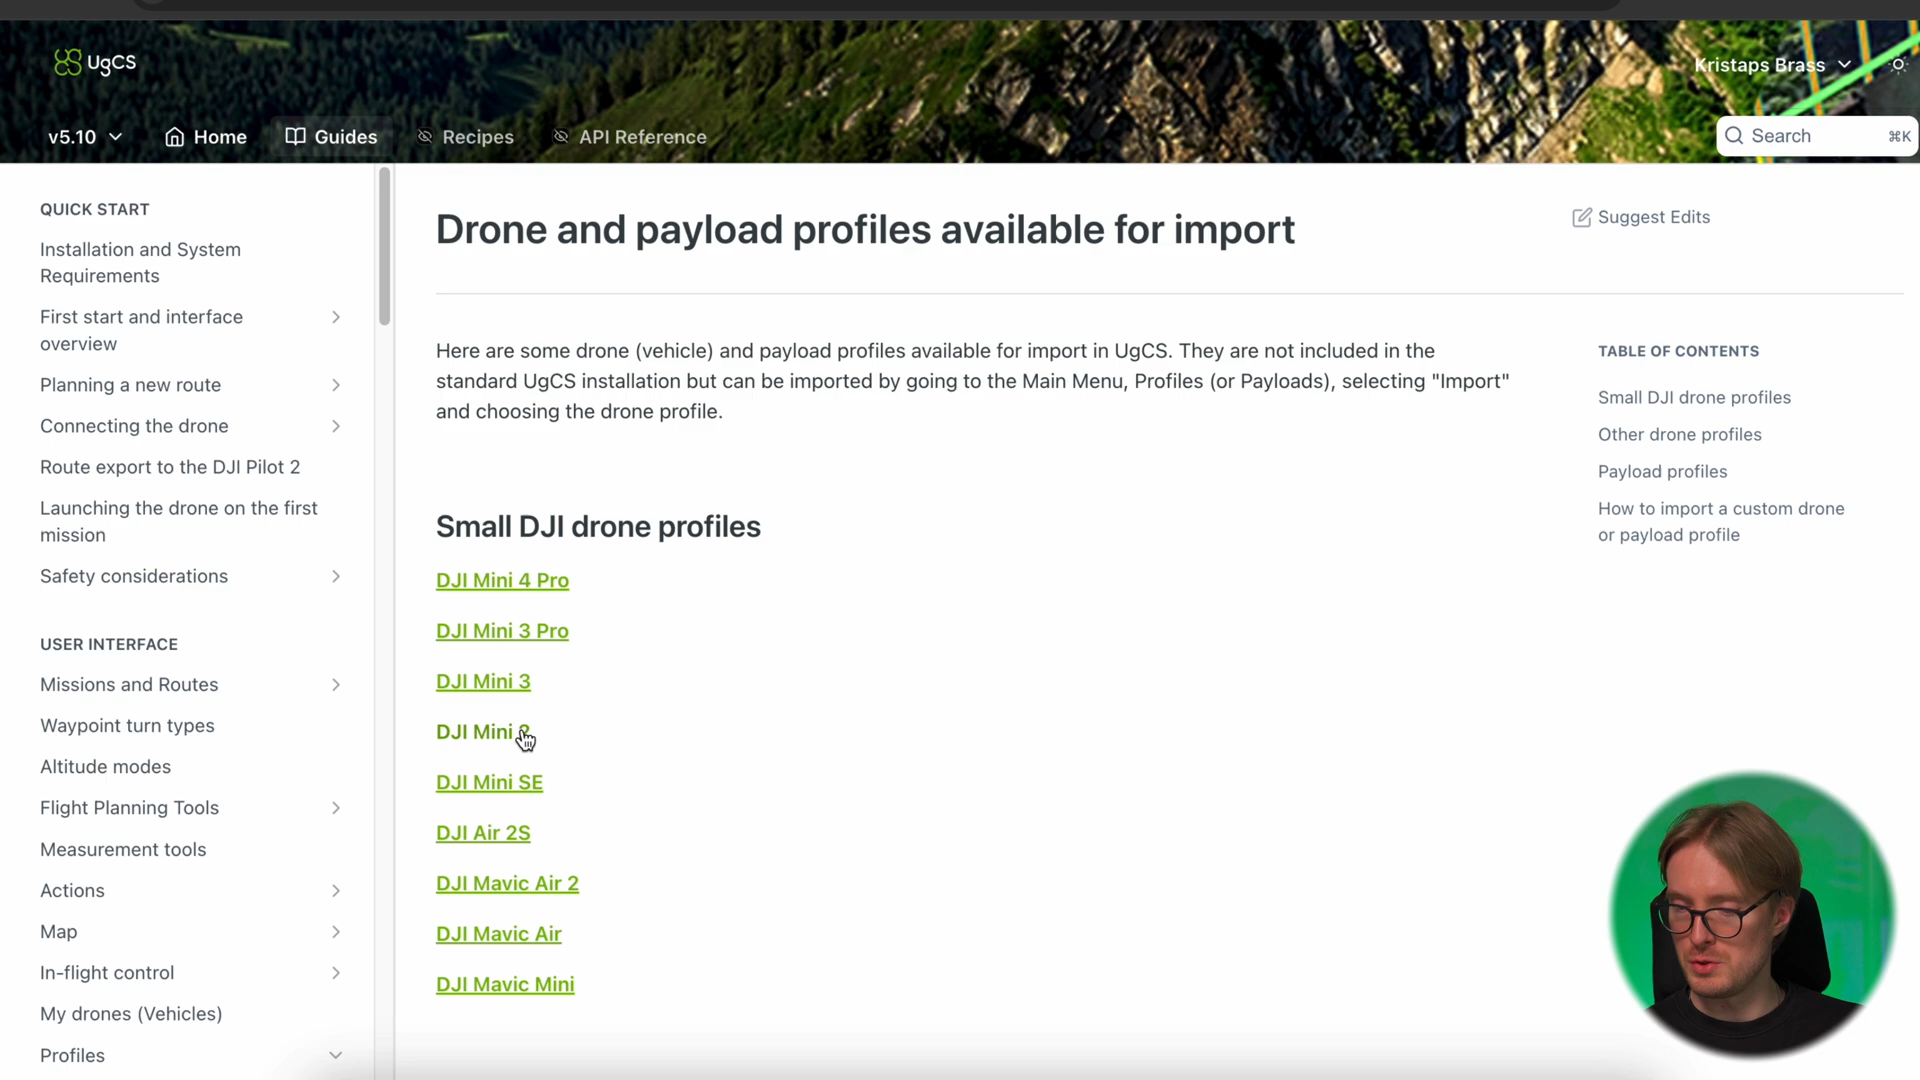 UgCS
Kristaps Brass
v5.10
Home
Guides
Recipes
API Reference
Search
⌘K
QUICK START
Installation and System
Requirements
First start and interface
overview
Planning a new route
Connecting the drone
Route export to the DJI Pilot 2
Launching the drone on the first
mission
Safety considerations
USER INTERFACE
Missions and Routes
Waypoint turn types
Altitude modes
Flight Planning Tools
Measurement tools
Actions
Map
In-flight control
My drones (Vehicles)
Profiles
Drone and payload profiles available for import
Suggest Edits
Here are some drone (vehicle) and payload profiles available for import in UgCS. They are not included in the
standard UgCS installation but can be imported by going to the Main Menu, Profiles (or Payloads), selecting "Import"
and choosing the drone profile.
Small DJI drone profiles
DJI Mini 4 Pro
DJI Mini 3 Pro
DJI Mini 3
DJI Mini
DJI Mini SE
DJI Air 2S
DJI Mavic Air 2
DJI Mavic Air
DJI Mavic Mini
TABLE OF CONTENTS
Small DJI drone profiles
Other drone profiles
Payload profiles
How to import a custom drone
or payload profile